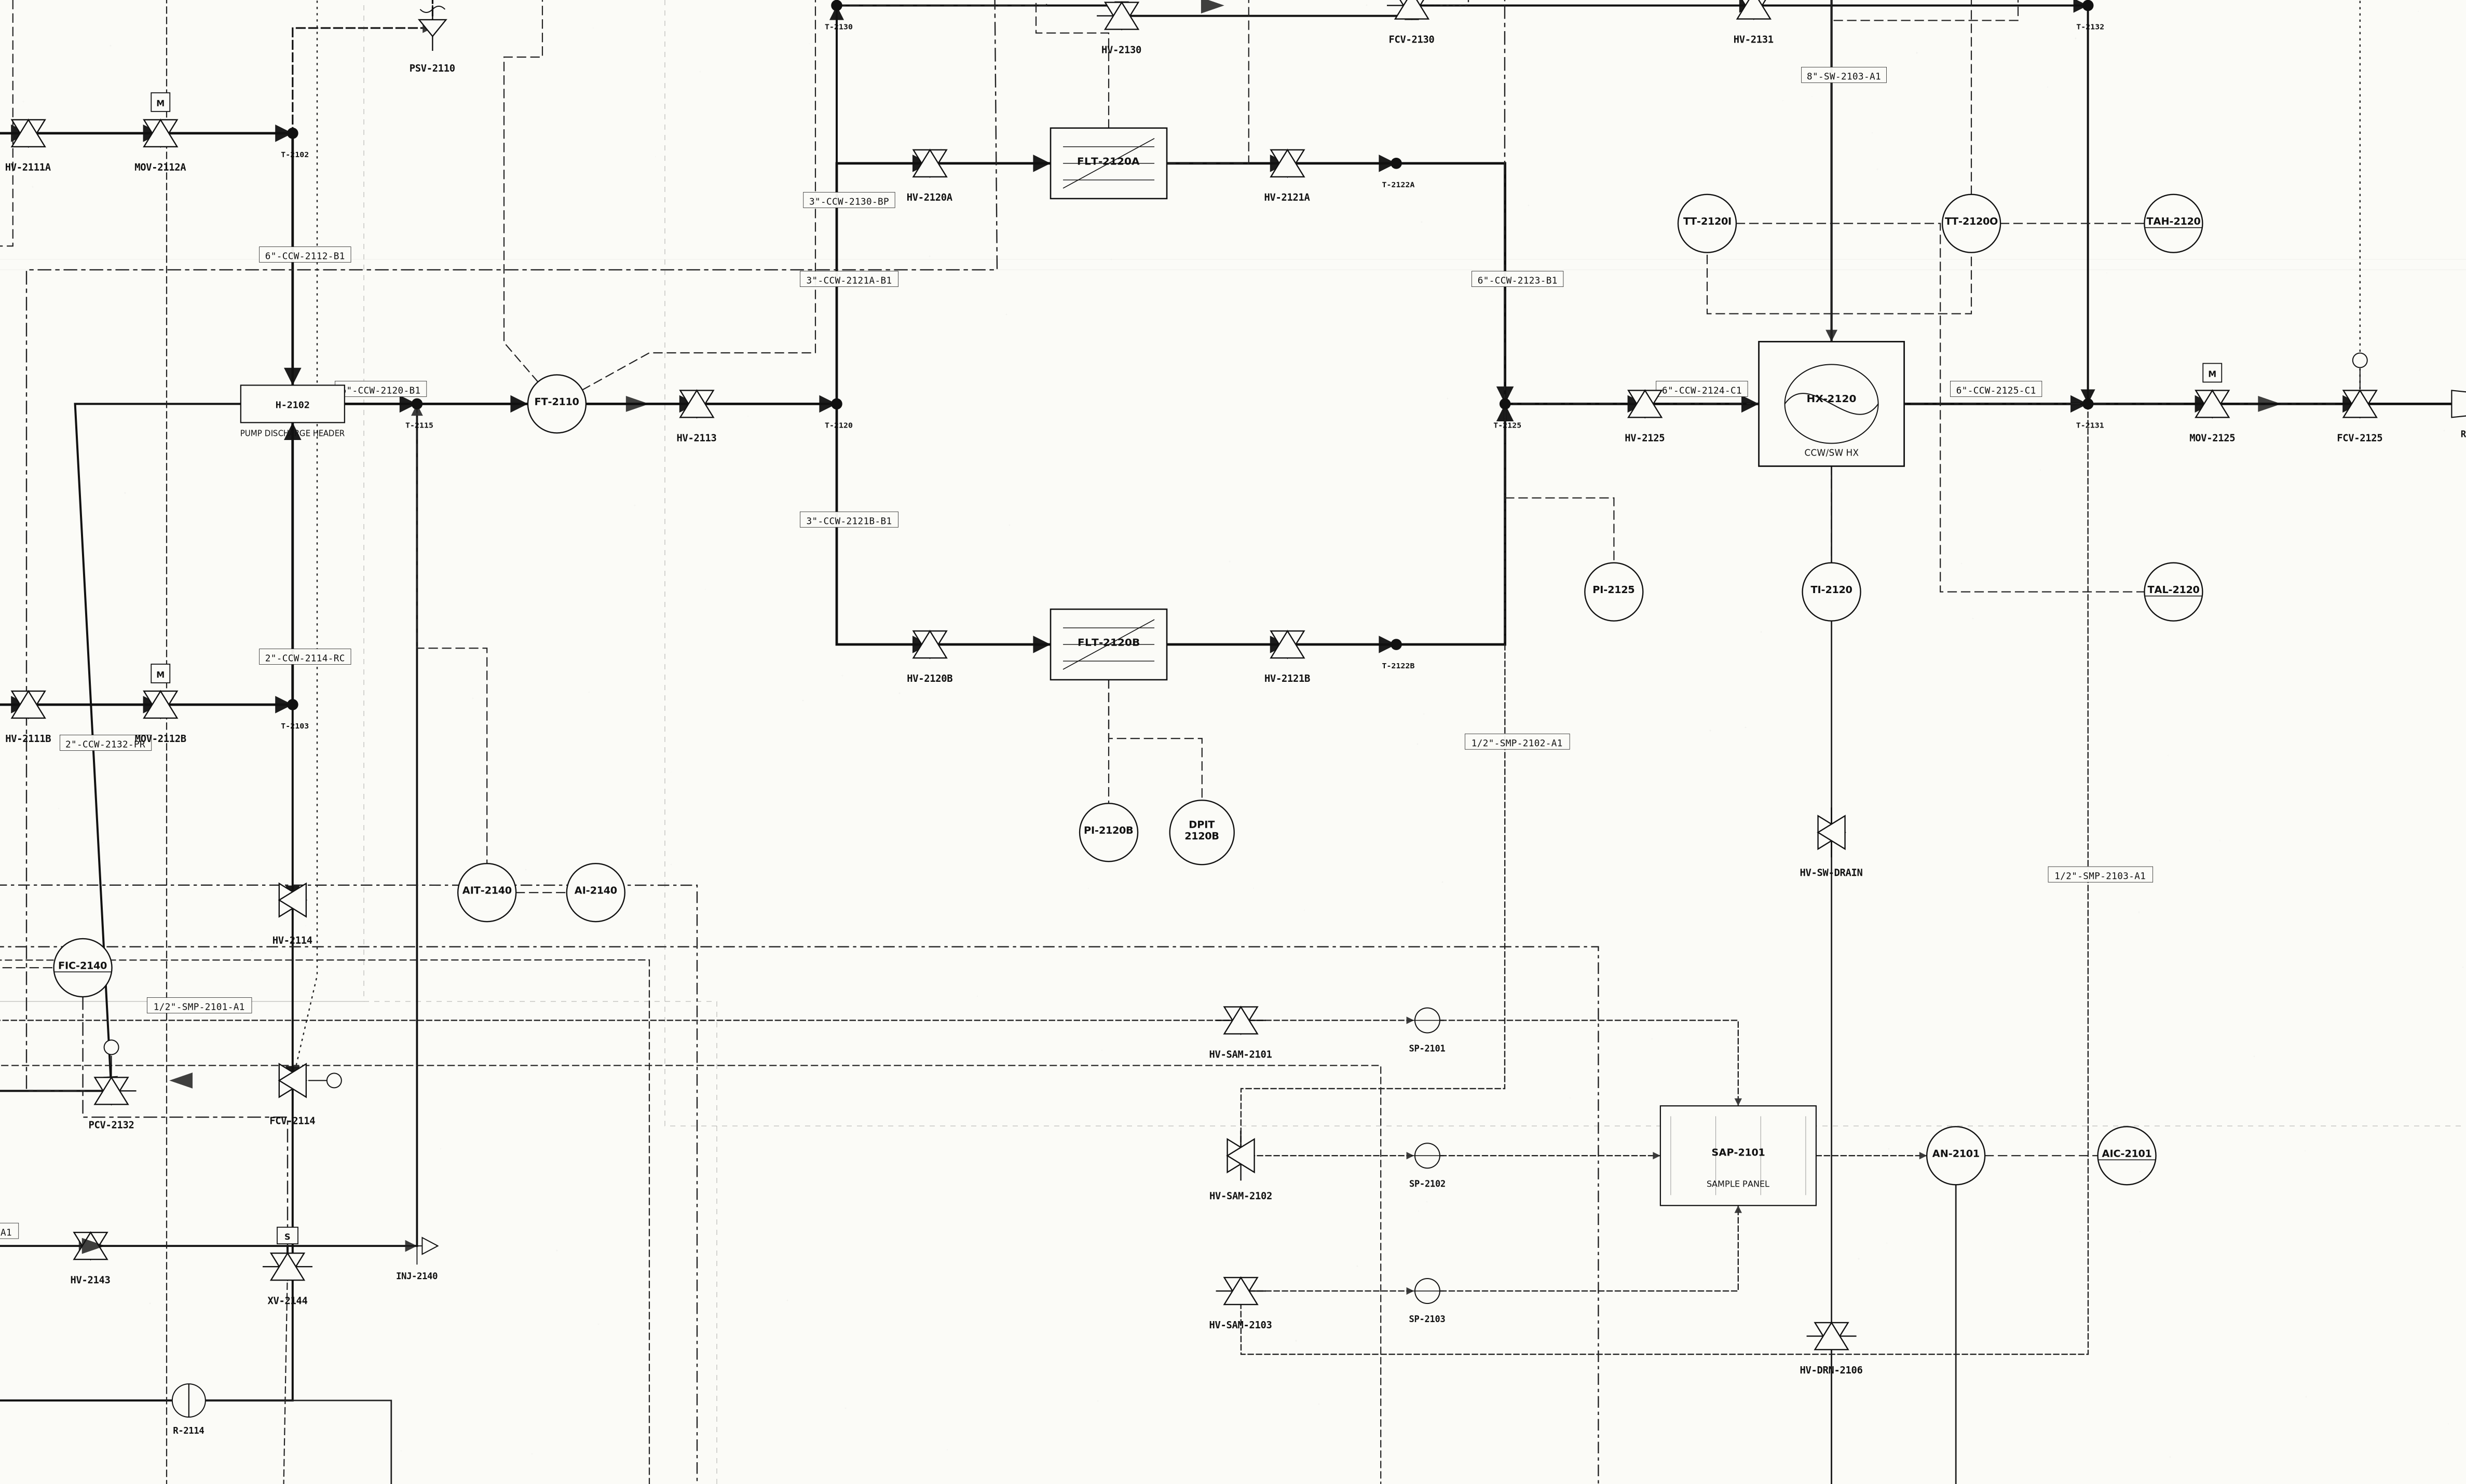 T-2130
HV-2130
FCV-2130
HV-2131
T-2132
PSV-2110
8"-SW-2103-A1
M
T-2102
HV-2111A
MOV-2112A
FLT-2120A
T-2122A
HV-2120A
HV-2121A
3"-CCW-2130-BP
TT-2120I
TT-2120O
TAH-2120
6"-CCW-2112-B1
3"-CCW-2121A-B1
6"-CCW-2123-B1
M
"-CCW-2120-B1
6"-CCW-2124-C1
6"-CCW-2125-C1
H-2102
FT-2110
HX-2120
PUMP DISCHARGE HEADER
T-2115
T-2120
T-2125
T-2131
HV-2113
HV-2125
MOV-2125
FCV-2125
R
CCW/SW HX
3"-CCW-2121B-B1
PI-2125
TI-2120
TAL-2120
2"-CCW-2114-RC
FLT-2120B
T-2122B
M
HV-2120B
HV-2121B
T-2103
HV-2111B
MOV-2112B
2"-CCW-2132-PR
1/2"-SMP-2102-A1
PI-2120B
DPIT
2120B
HV-SW-DRAIN
1/2"-SMP-2103-A1
AIT-2140
AI-2140
HV-2114
FIC-2140
1/2"-SMP-2101-A1
HV-SAM-2101
SP-2101
PCV-2132
FCV-2114
SAP-2101
AN-2101
AIC-2101
SAMPLE PANEL
HV-SAM-2102
SP-2102
A1
S
HV-2143
INJ-2140
XV-2144
HV-SAM-2103
SP-2103
HV-DRN-2106
R-2114